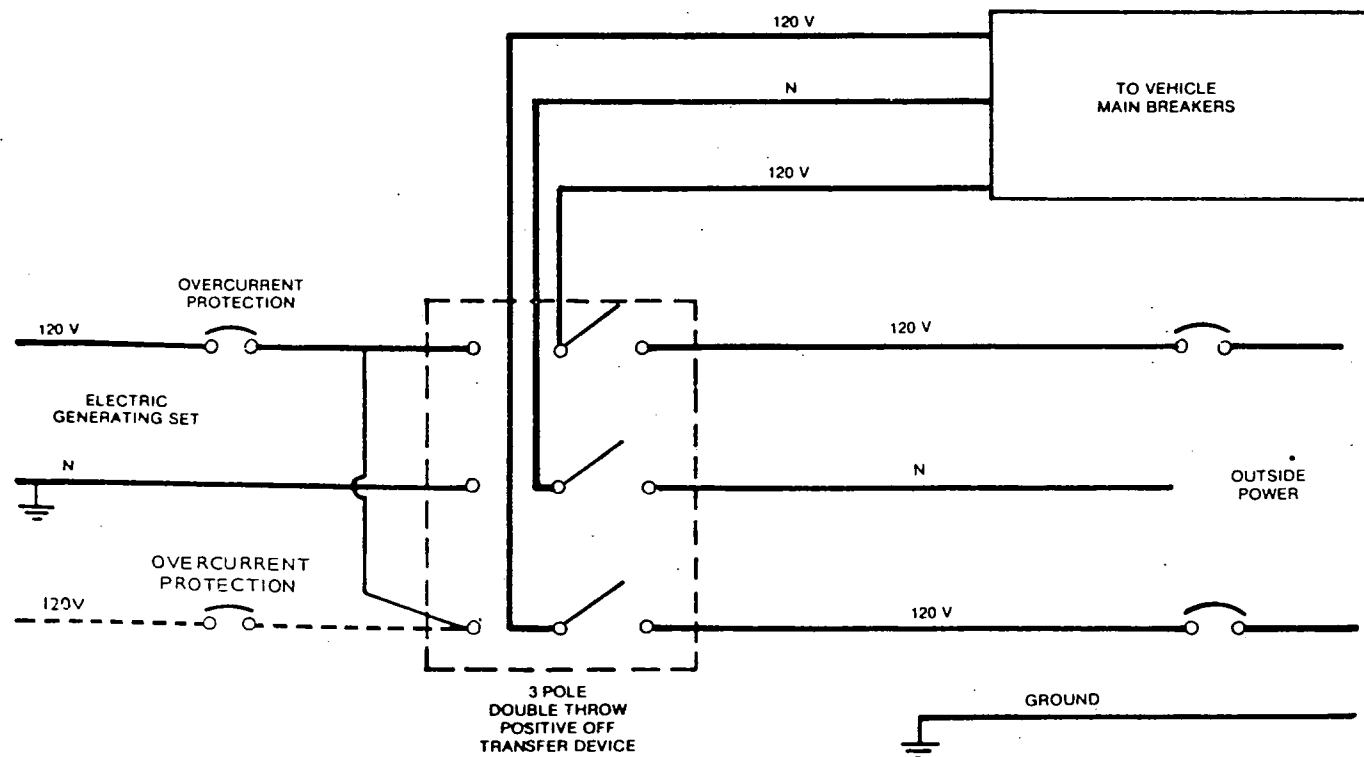 120 V
N
120 V
TO VEHICLE
MAIN BREAKERS
OVERCURRENT
PROTECTION
120 V
120 V
ELECTRIC
GENERATING SET
N
N
OUTSIDE
POWER
OVERCURRENT
PROTECTION
120V
120 V
3 POLE
DOUBLE THROW
POSITIVE OFF
TRANSFER DEVICE
GROUND